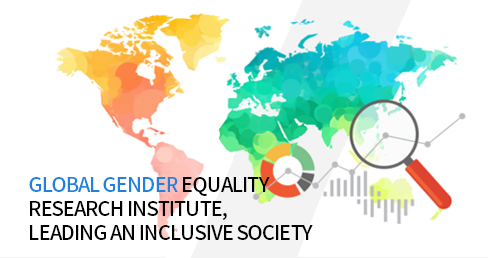 GLOBAL GENDER EQUALITY
RESEARCH INSTITUTE,
LEADING AN INCLUSIVE SOCIETY